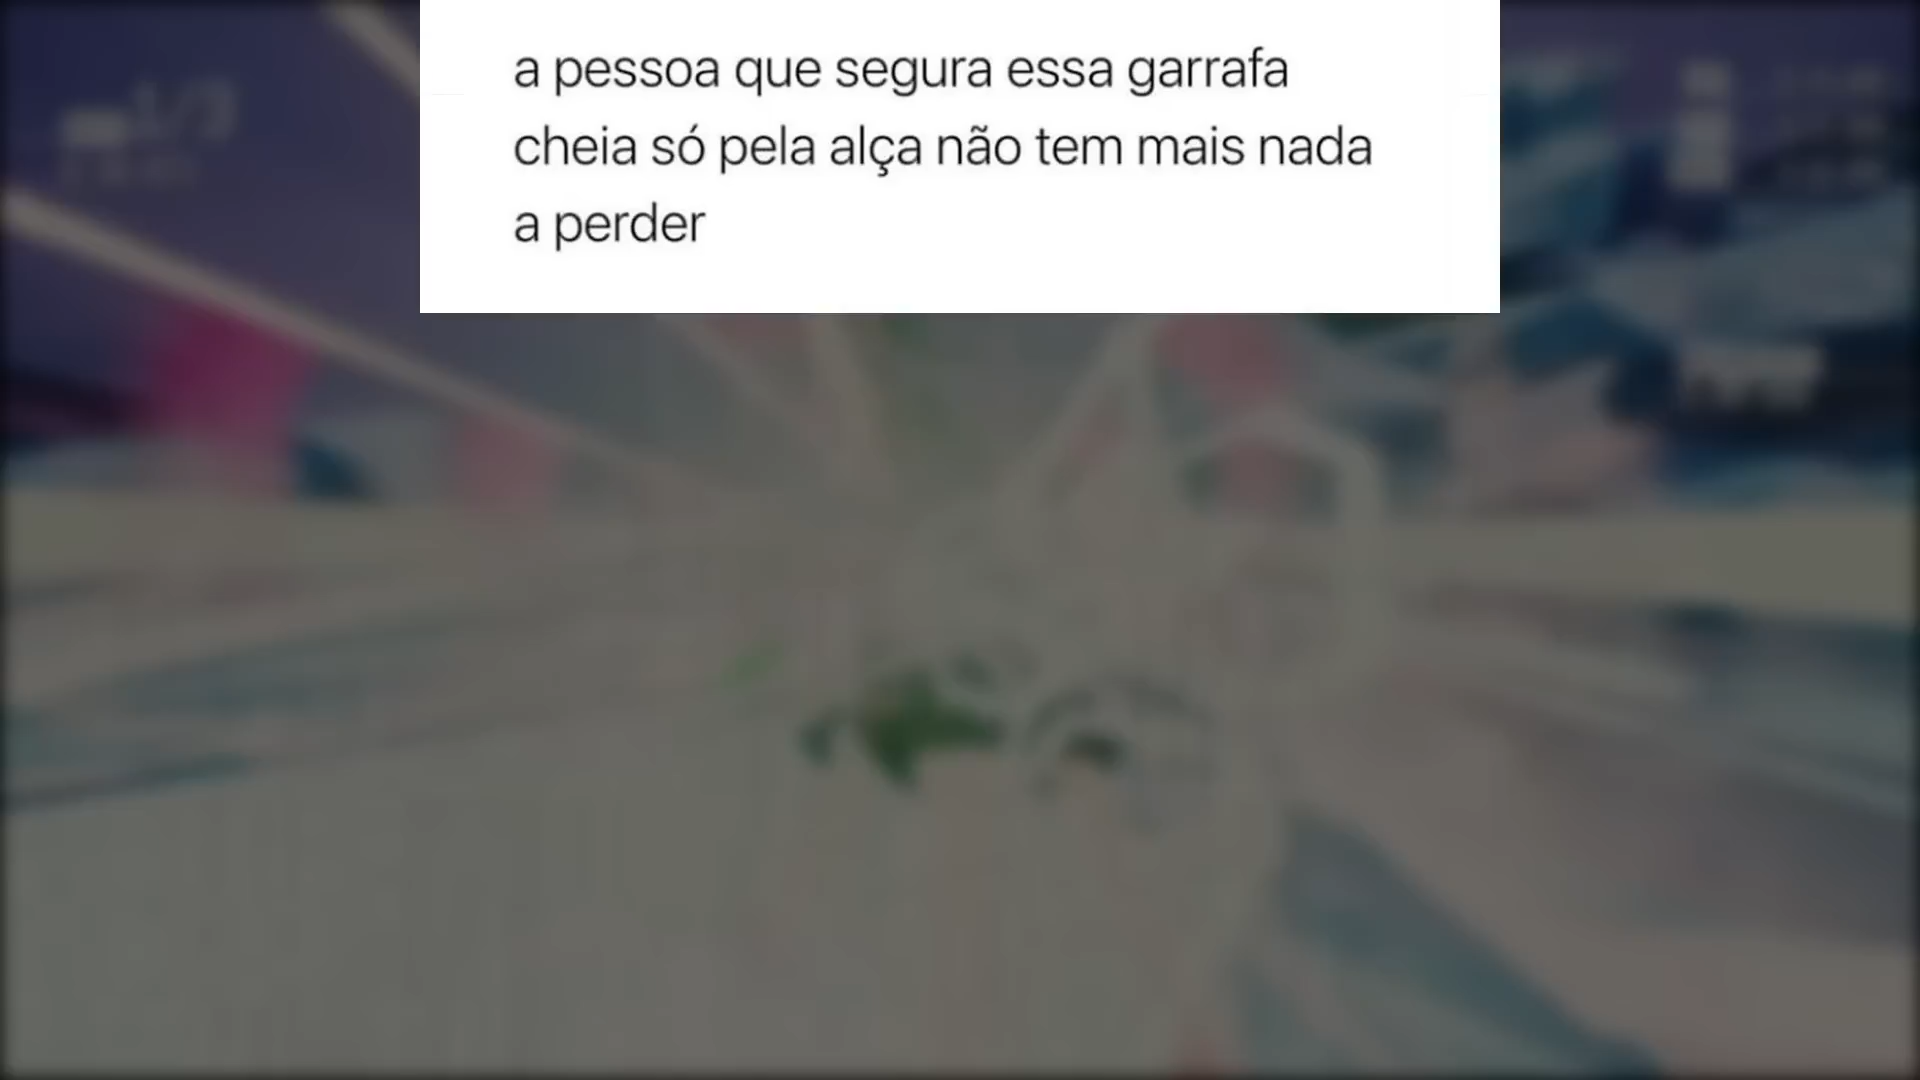 a pessoa que segura essa garrafa
cheia só pela alça não tem mais nada
a perder